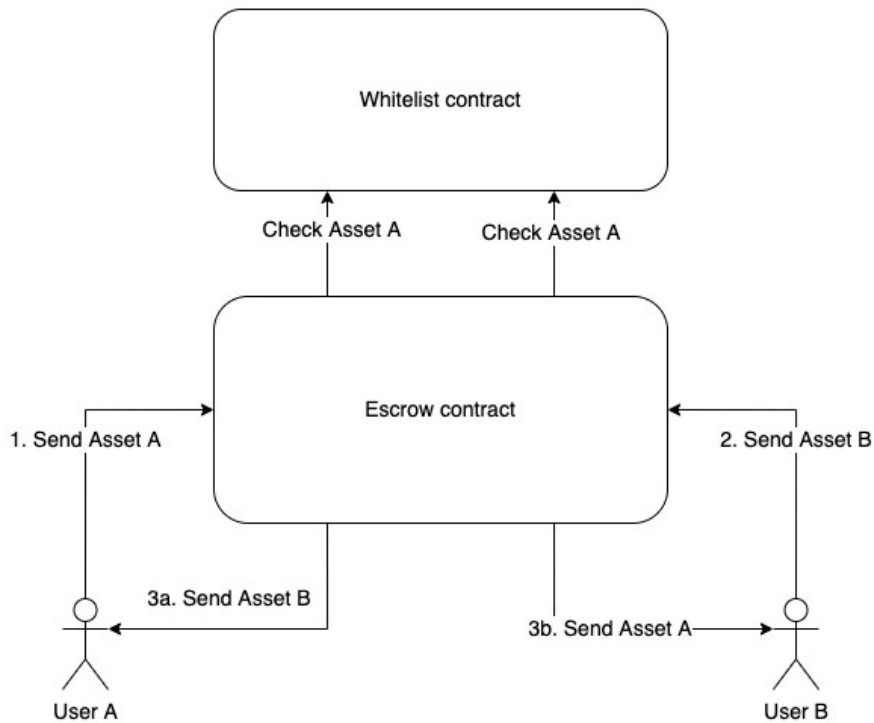 Whitelist contract
Check Asset A
Check Asset A
Escrow contract
1. Send Asset A
2. Send Asset B
3a. Send Asset B
3b. Send Asset A
User A
User B